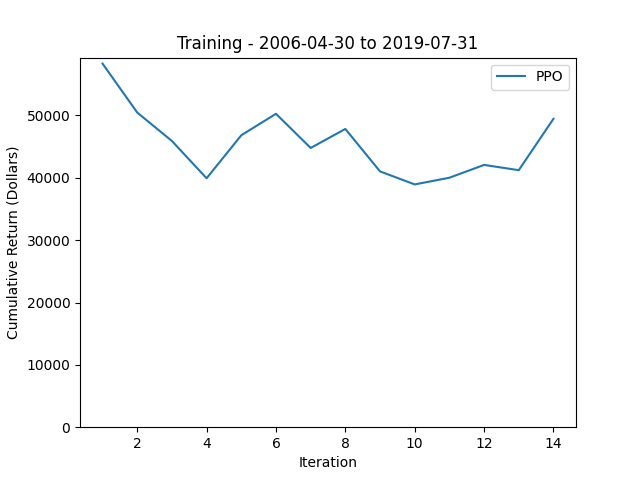 Training - 2006-04-30 to 2019-07-31
PPO
Cumulative Return (Dollars)
50000
40000
30000
20000
10000
0
2 4 6 8 10 12 14
Iteration